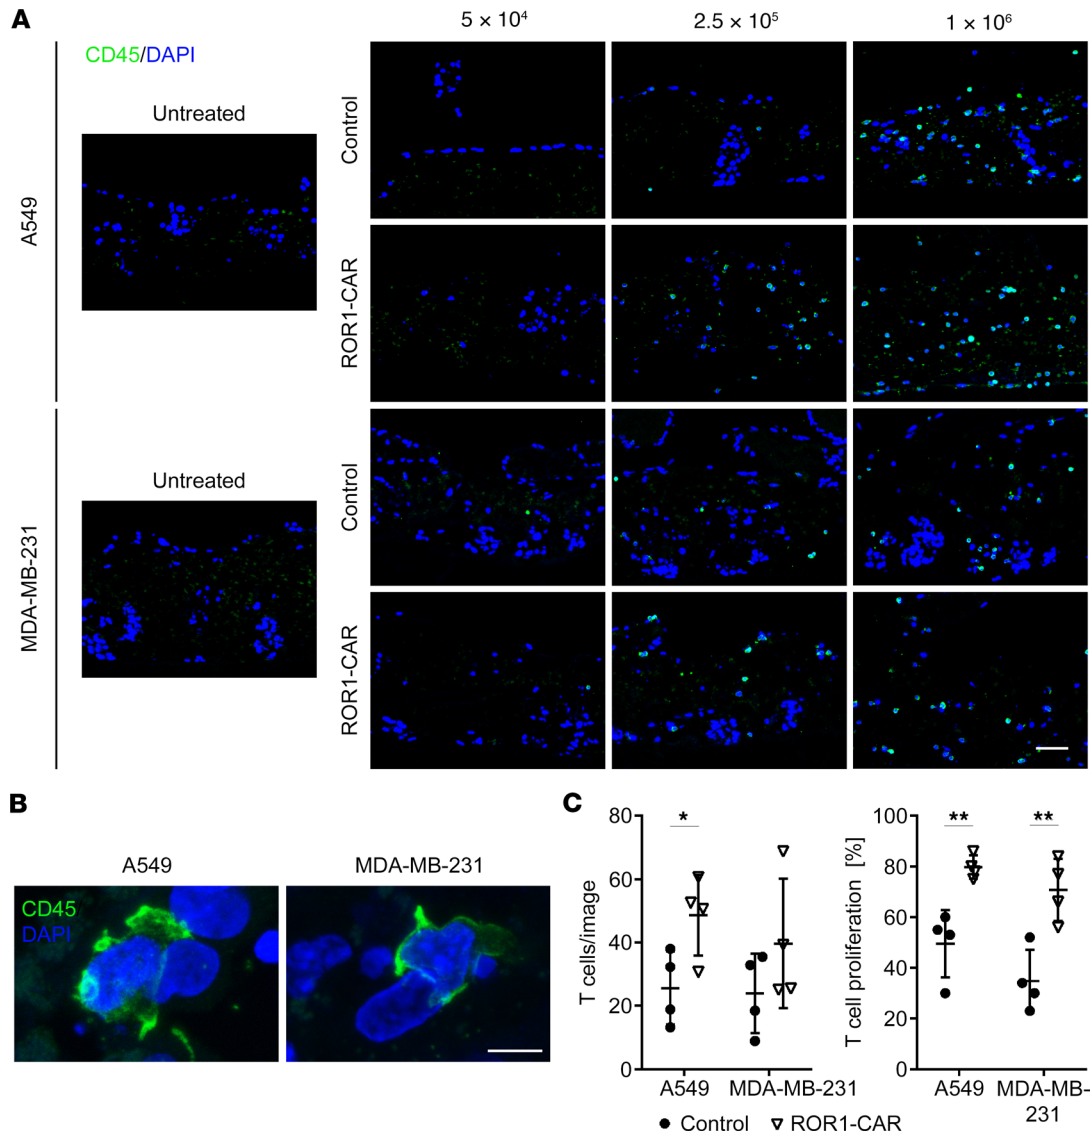 A
5 × 10⁴
2.5 × 10⁵
1 × 10⁶
CD45/DAPI
A549
Untreated
Control
ROR1-CAR
MDA-MB-231
Untreated
Control
ROR1-CAR
B
A549
MDA-MB-231
CD45
DAPI
C
T cells/image
80
60
40
20
0
*
A549
MDA-MB-231
T cell proliferation [%]
100
80
60
40
20
0
**
**
A549
MDA-MB-
231
Control
ROR1-CAR